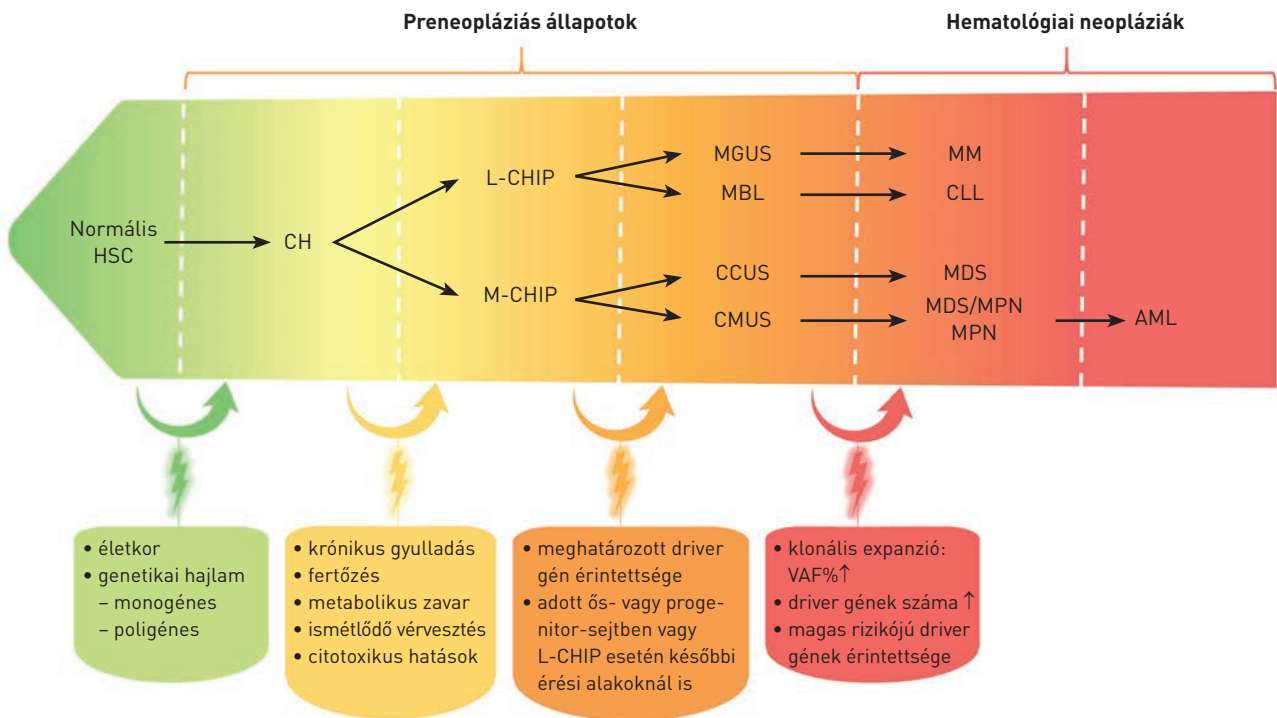 Preneopláziás állapotok
Hematológiai neopláziák
Normális
HSC
CH
L-CHIP
M-CHIP
MGUS
MBL
CCUS
CMUS
MM
CLL
MDS
MDS/MPN
MPN
AML
• életkor
• genetikai hajlam
– monogénes
– poligénes
• krónikus gyulladás
• fertőzés
• metabolikus zavar
• ismétlődő vérvesztés
• citotoxikus hatások
• meghatározott driver
gén érintettsége
• adott ős- vagy proge-
nitor-sejtben vagy
L-CHIP esetén későbbi
érési alakoknál is
• klonális expanzió:
VAF%↑
• driver gének száma ↑
• magas rizikójú driver
gének érintettsége